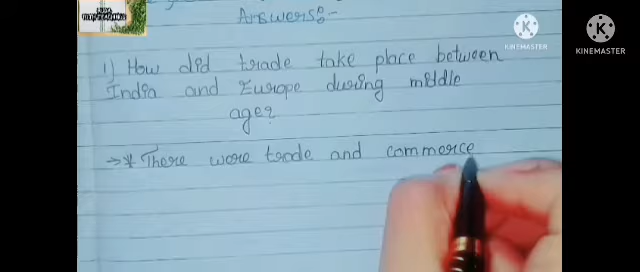 Answers:-
KINEMASTER
KINEMASTER
1) How did trade take place between
India and Europe during middle
ages?
→* There were trade and commerce